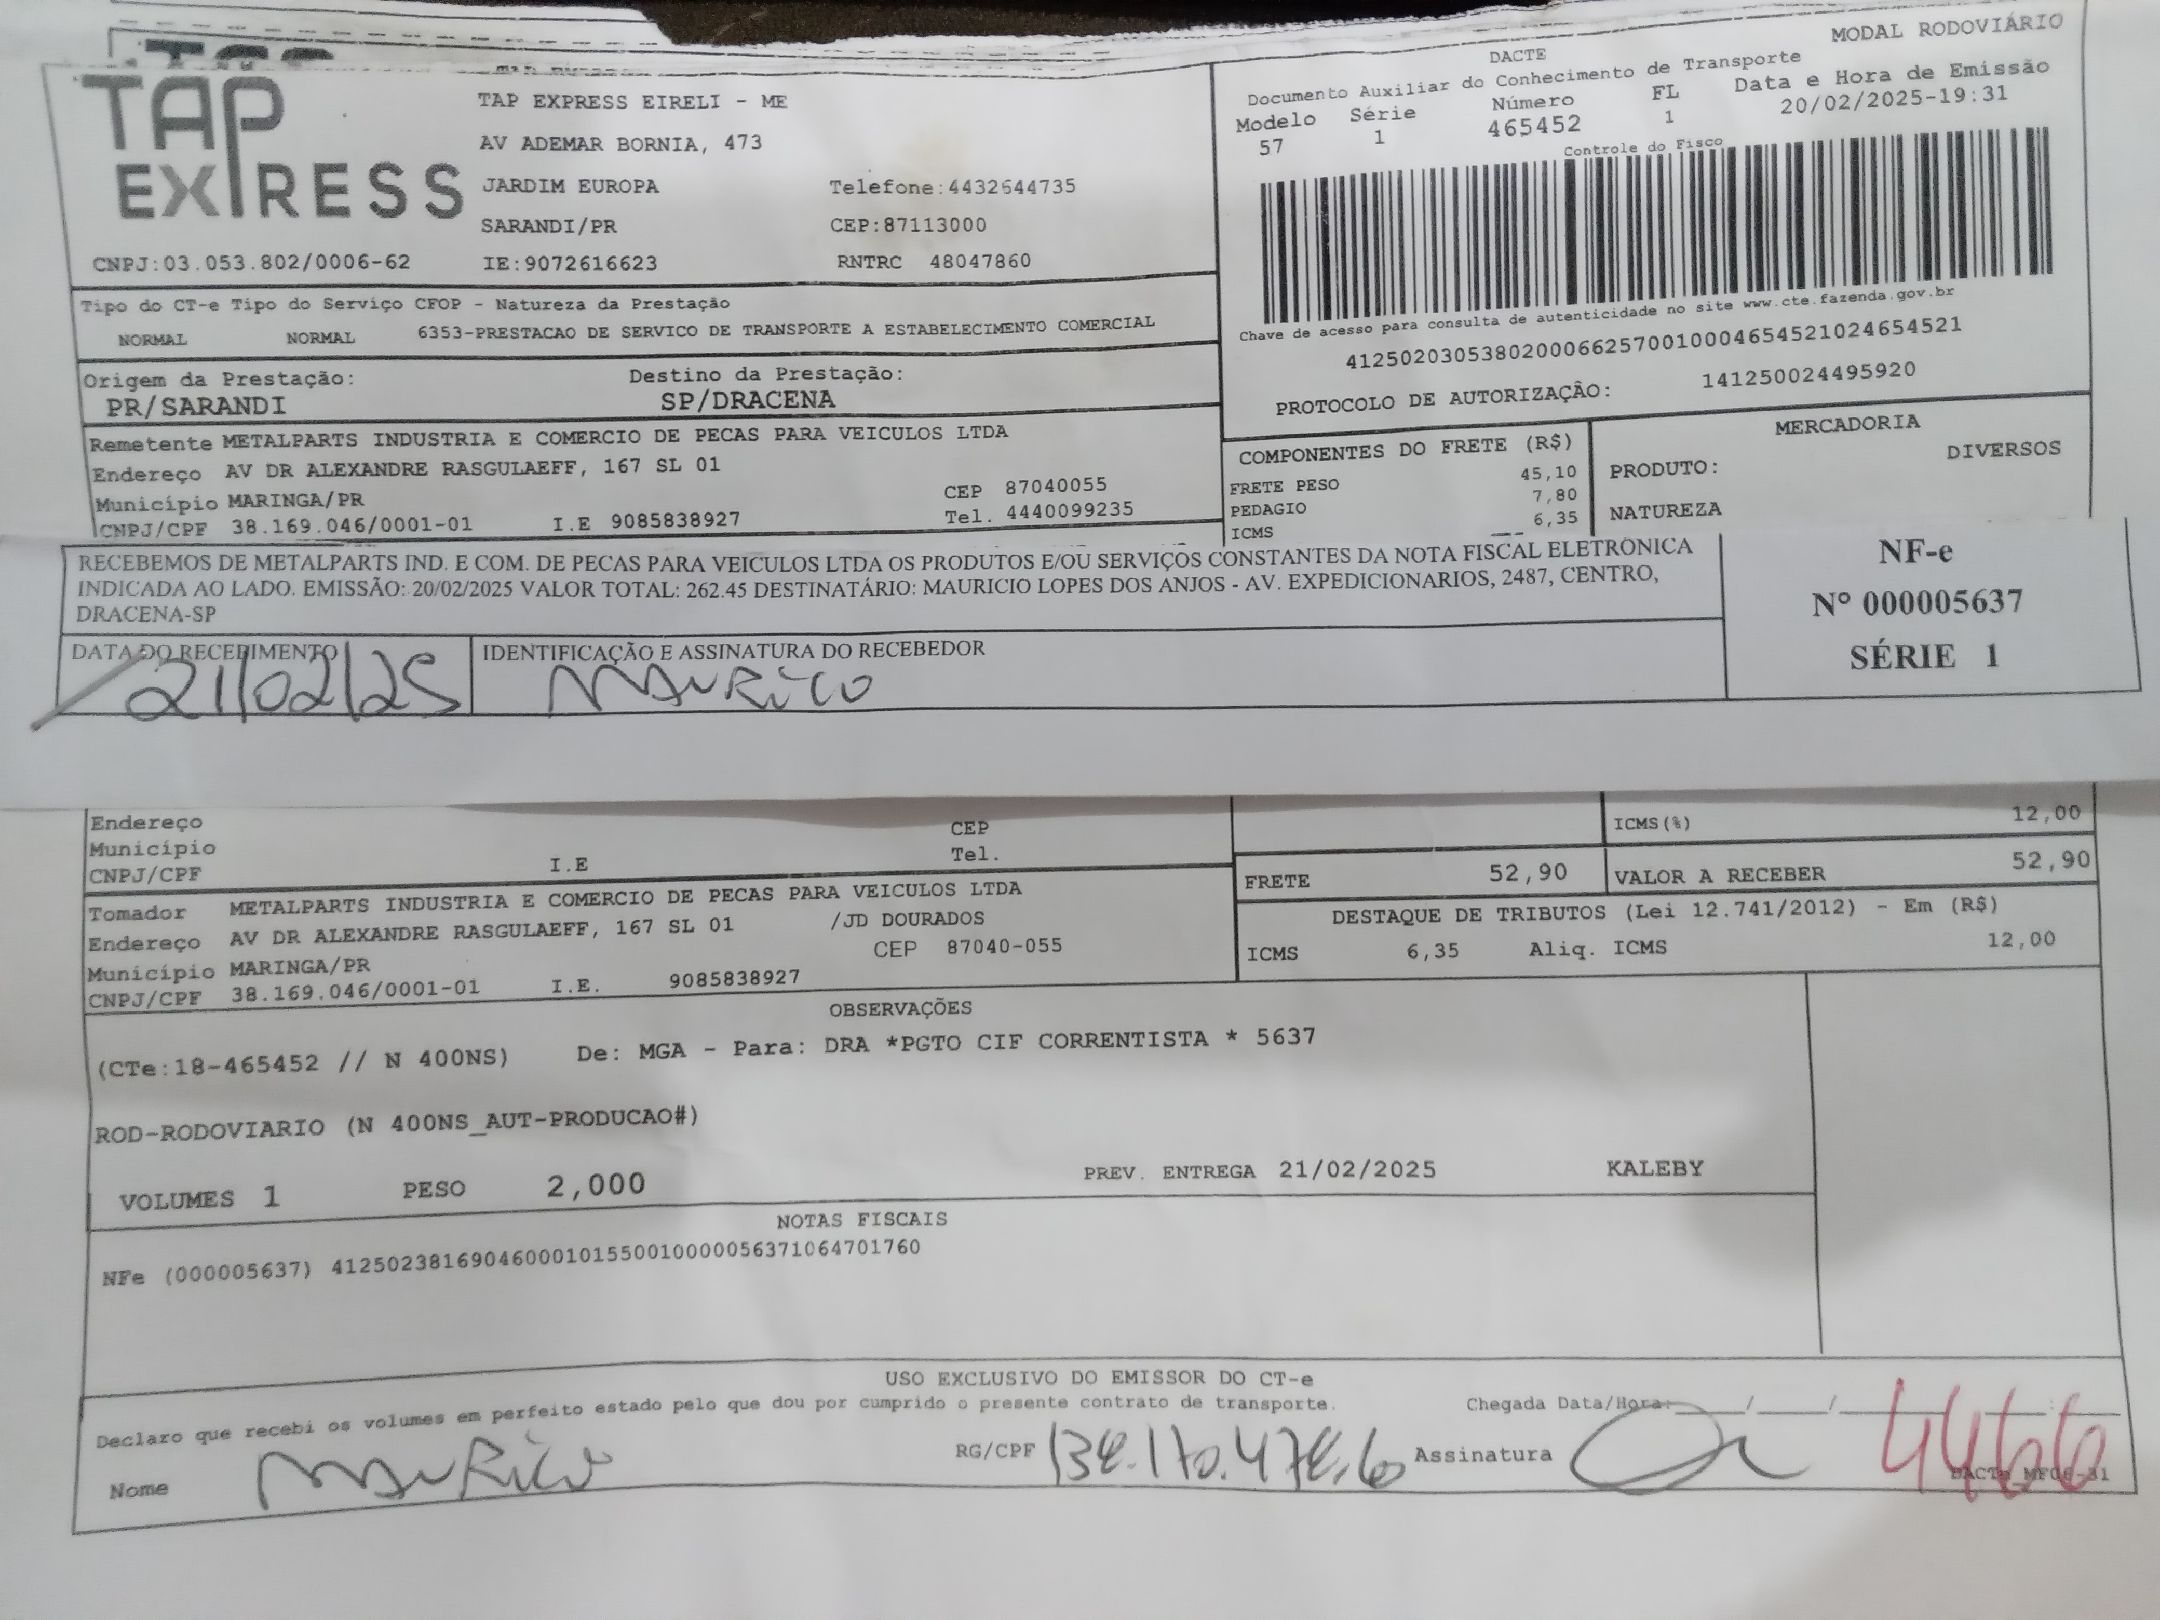 TAP EXPRESS
TAP EXPRESS EIRELI - ME
AV ADEMAR BORNIA, 473
JARDIM EUROPA Telefone:4432644735
SARANDI/PR CEP:87113000
CNPJ:03.053.802/0006-62 IE:9072616623 RNTRC 48047860
MODAL RODOVIÁRIO
DACTE
Documento Auxiliar do Conhecimento de Transporte
Modelo Série Número FL Data e Hora de Emissão
57 1 465452 1 20/02/2025-19:31
Controle do Fisco
Chave de acesso para consulta de autenticidade no site www.cte.fazenda.gov.br
41250203053802000662570010004654521024654521
PROTOCOLO DE AUTORIZAÇÃO: 141250024495920
Tipo do CT-e Tipo do Serviço CFOP - Natureza da Prestação
NORMAL NORMAL 6353-PRESTACAO DE SERVICO DE TRANSPORTE A ESTABELECIMENTO COMERCIAL
Origem da Prestação: Destino da Prestação:
PR/SARANDI SP/DRACENA
Remetente METALPARTS INDUSTRIA E COMERCIO DE PECAS PARA VEICULOS LTDA
Endereço AV DR ALEXANDRE RASGULAEFF, 167 SL 01
Município MARINGA/PR CEP 87040055
CNPJ/CPF 38.169.046/0001-01 I.E 9085838927 Tel. 4440099235
COMPONENTES DO FRETE (R$)
FRETE PESO 45,10
PEDAGIO 7,80
ICMS 6,35
MERCADORIA
PRODUTO: DIVERSOS
NATUREZA
RECEBEMOS DE METALPARTS IND. E COM. DE PECAS PARA VEICULOS LTDA OS PRODUTOS E/OU SERVIÇOS CONSTANTES DA NOTA FISCAL ELETRÔNICA
INDICADA AO LADO. EMISSÃO: 20/02/2025 VALOR TOTAL: 262.45 DESTINATÁRIO: MAURICIO LOPES DOS ANJOS - AV. EXPEDICIONARIOS, 2487, CENTRO,
DRACENA-SP
NF-e
Nº 000005637
SÉRIE 1
DATA DO RECEBIMENTO IDENTIFICAÇÃO E ASSINATURA DO RECEBEDOR
21/02/25 MAURICIO
Endereço CEP
Município Tel.
CNPJ/CPF I.E
ICMS(%) 12,00
FRETE 52,90 VALOR A RECEBER 52,90
Tomador METALPARTS INDUSTRIA E COMERCIO DE PECAS PARA VEICULOS LTDA
Endereço AV DR ALEXANDRE RASGULAEFF, 167 SL 01 /JD DOURADOS
Município MARINGA/PR CEP 87040-055
CNPJ/CPF 38.169.046/0001-01 I.E. 9085838927
DESTAQUE DE TRIBUTOS (Lei 12.741/2012) - Em (R$)
ICMS 6,35 Aliq. ICMS 12,00
OBSERVAÇÕES
(CTe:18-465452 // N 400NS) De: MGA - Para: DRA *PGTO CIF CORRENTISTA * 5637
ROD-RODOVIARIO (N 400NS_AUT-PRODUCAO#)
VOLUMES 1 PESO 2,000 PREV. ENTREGA 21/02/2025 KALEBY
NOTAS FISCAIS
NFe (000005637) 41250238169046000101550010000056371064701760
USO EXCLUSIVO DO EMISSOR DO CT-e
Declaro que recebi os volumes em perfeito estado pelo que dou por cumprido o presente contrato de transporte. Chegada Data/Hora: __/__/__ __:__
Nome MAURICIO RG/CPF Assinatura
4466